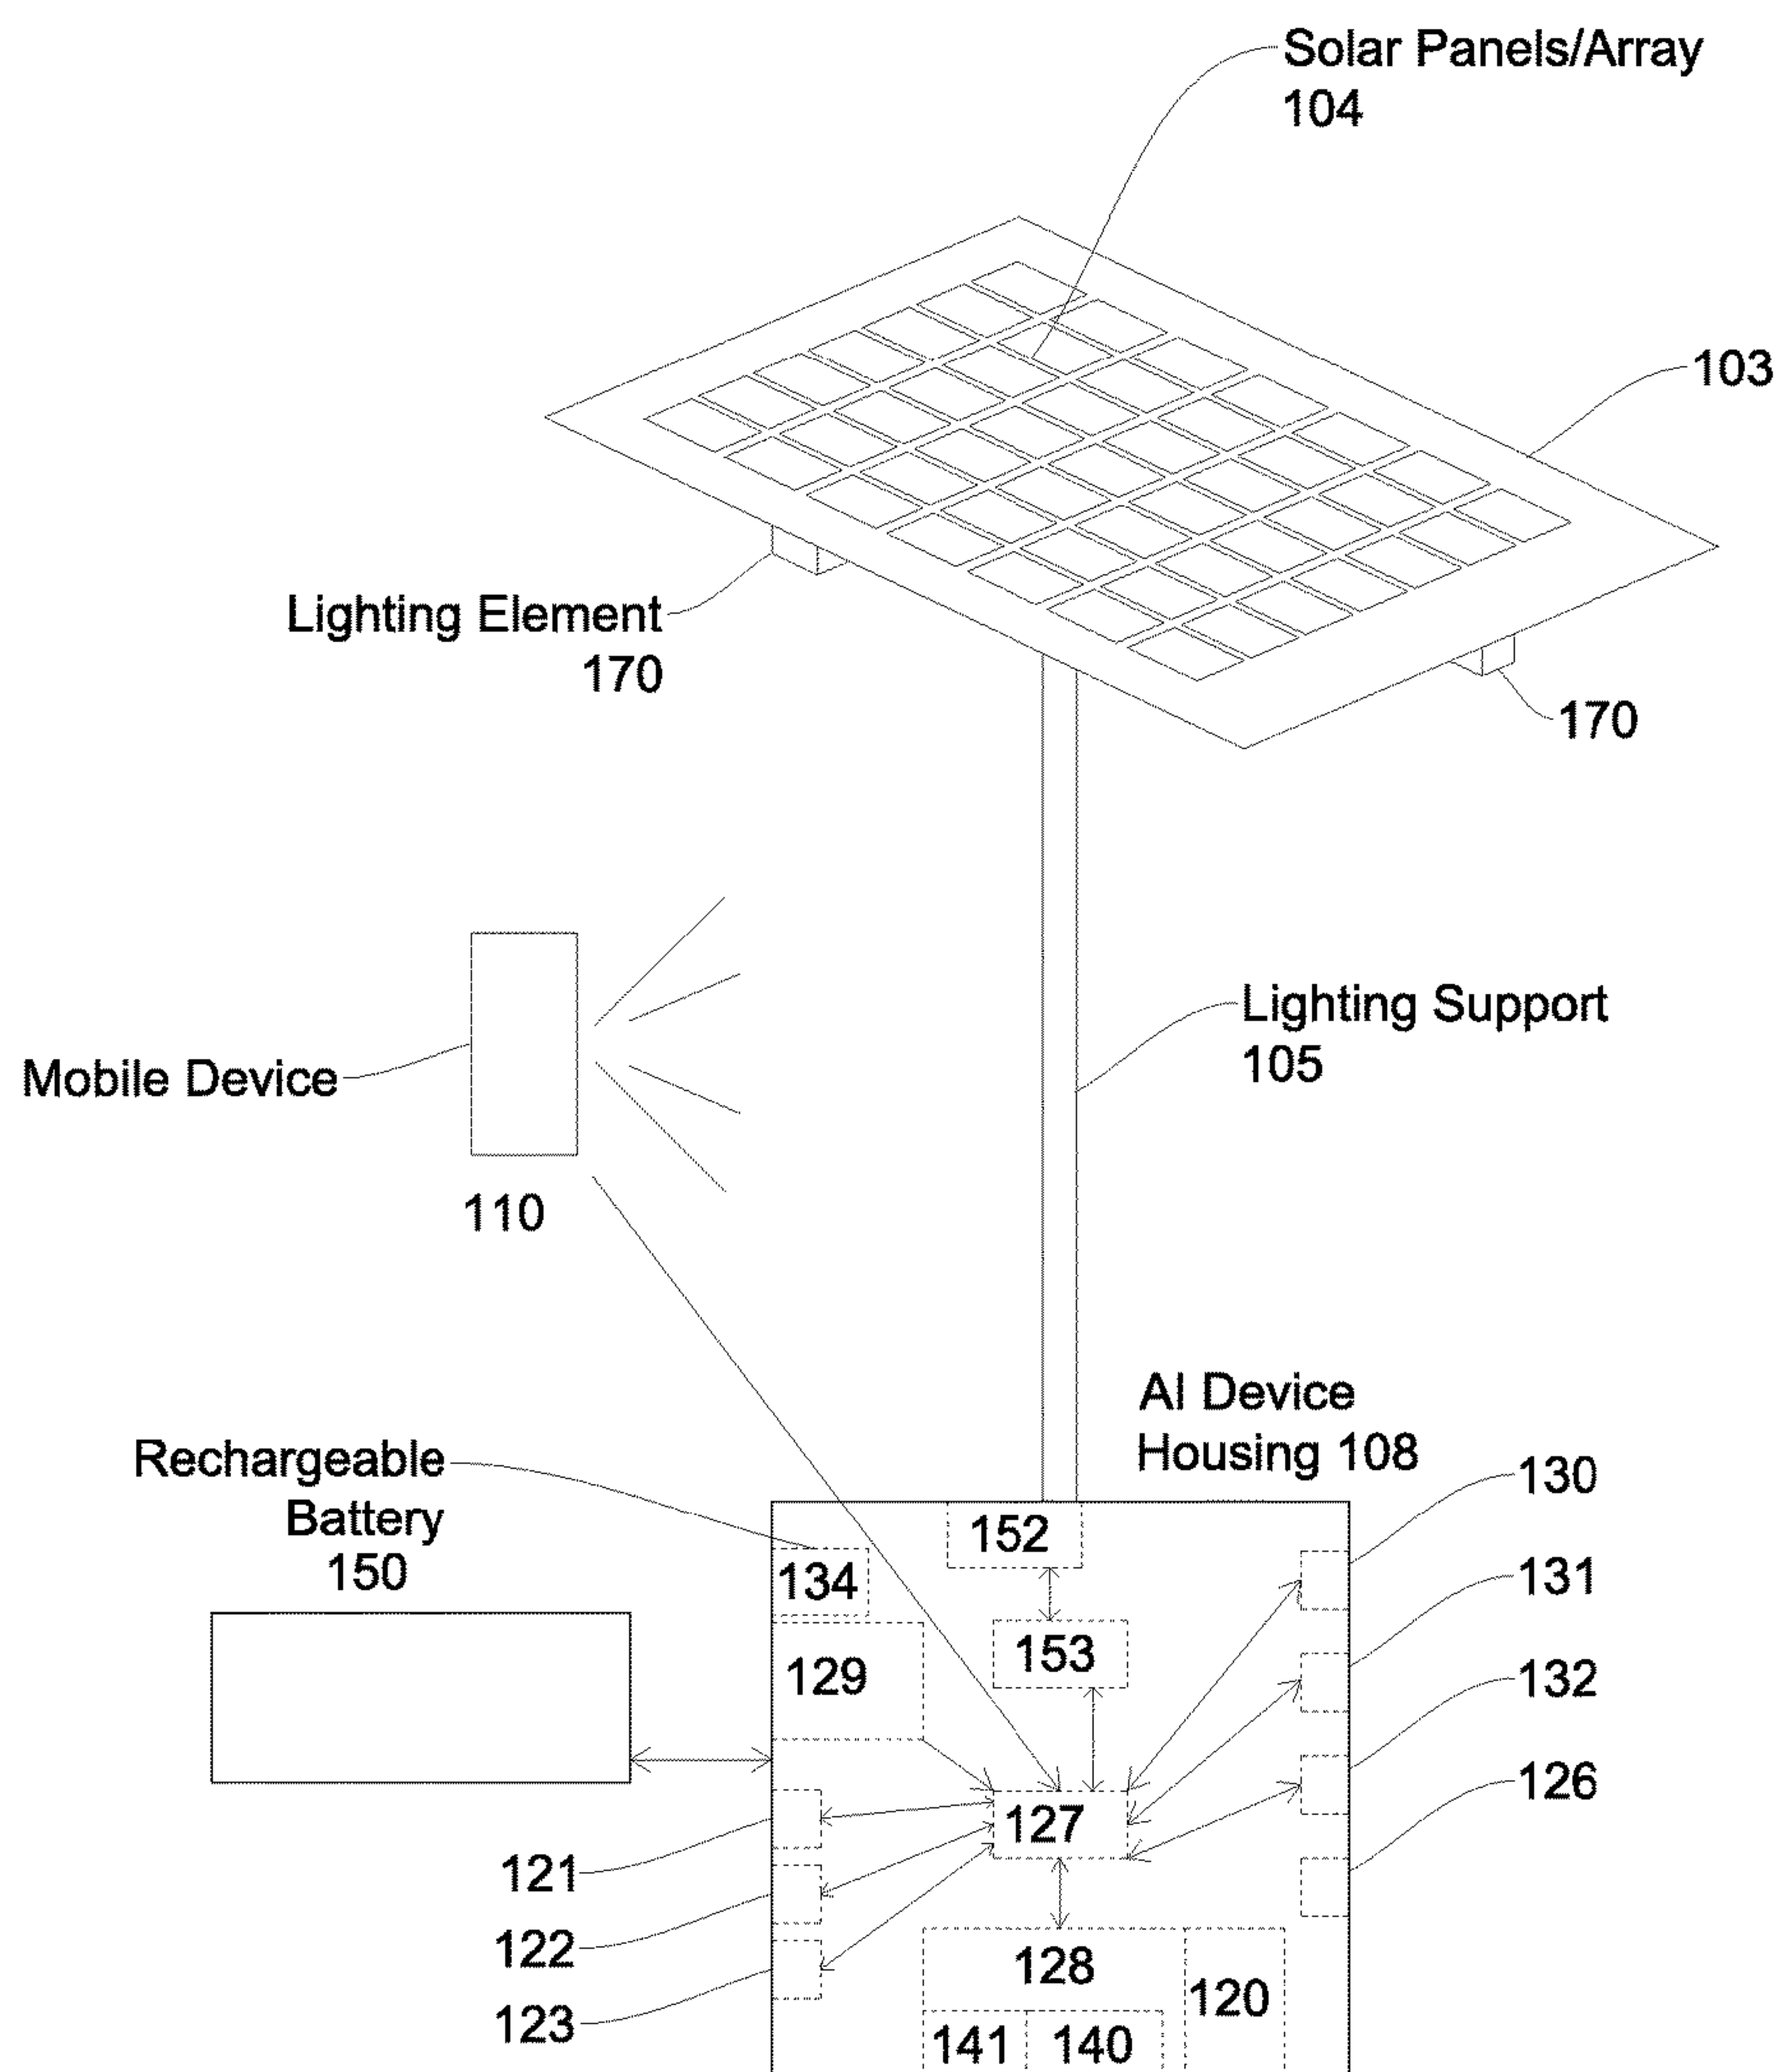 Solar Panels/Array
104
103
Lighting Element
170
170
Lighting Support
105
Mobile Device
110
AI Device
Housing 108
Rechargeable
Battery
150
130
152
134
131
153
129
132
126
127
121
122
128
120
123
141
140